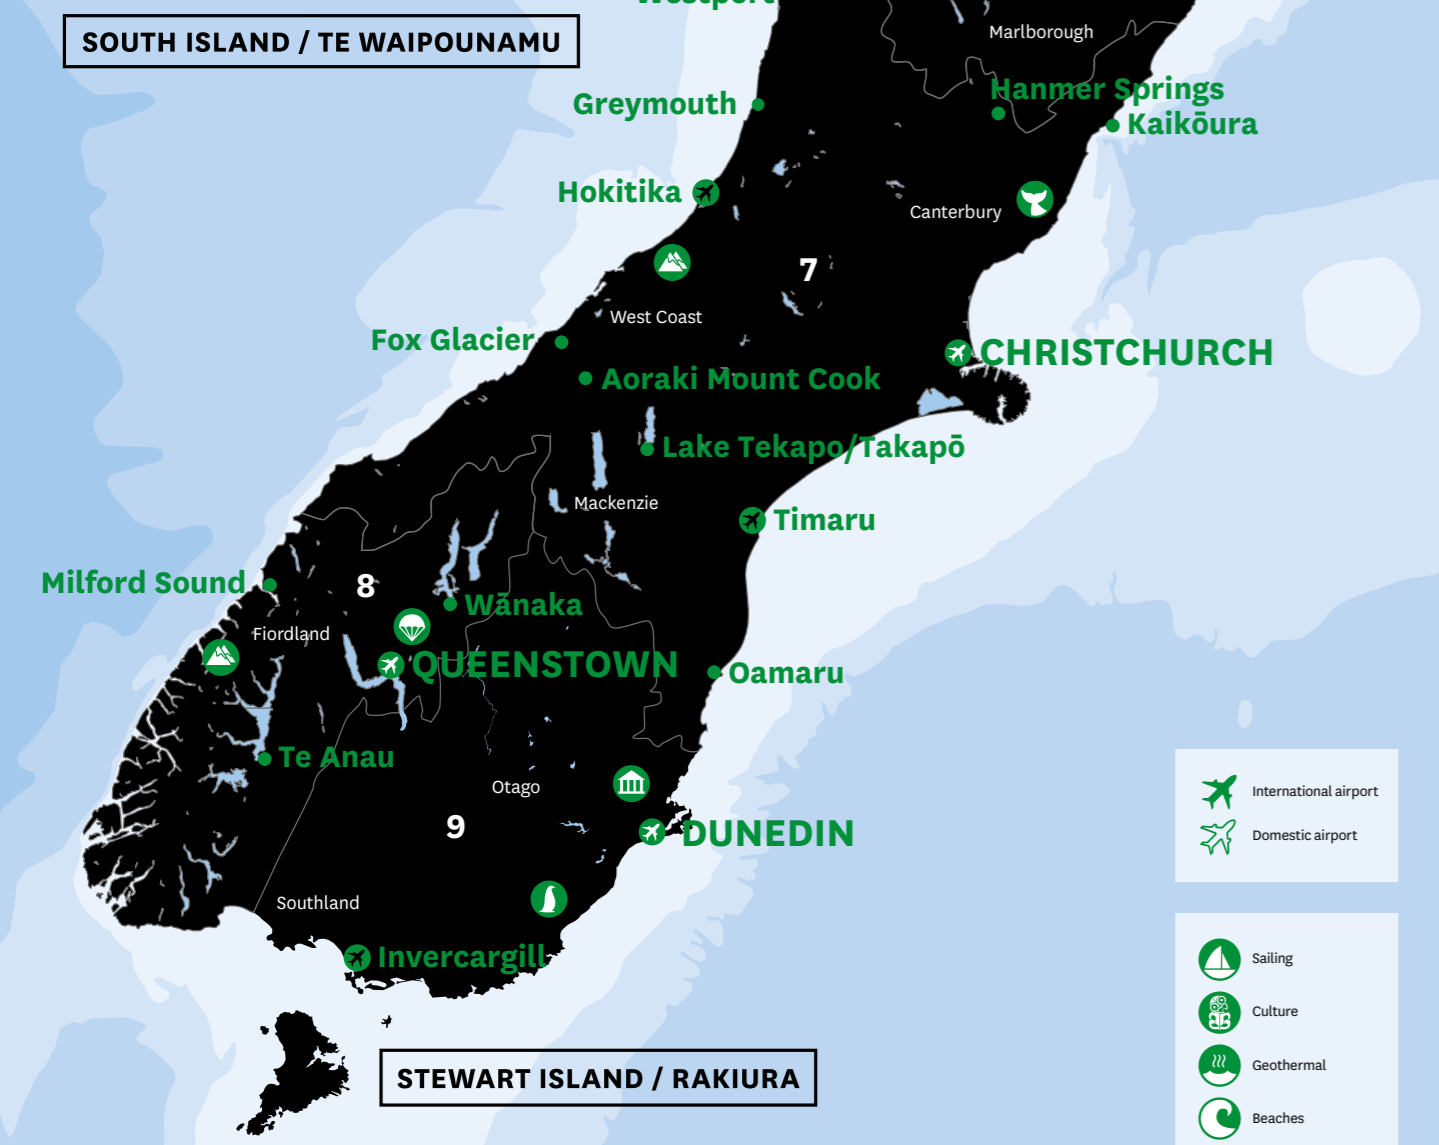 Westport
SOUTH ISLAND / TE WAIPOUNAMU
Marlborough
Hanmer Springs
Greymouth
Kaikōura
Hokitika
Canterbury
7
West Coast
Fox Glacier
CHRISTCHURCH
Aoraki Mount Cook
Lake Tekapo/Takapō
Mackenzie
Timaru
Milford Sound
8
Wānaka
Fiordland
QUEENSTOWN
Oamaru
Te Anau
Otago
9
DUNEDIN
Southland
Invercargill
STEWART ISLAND / RAKIURA
International airport
Domestic airport
Sailing
Culture
Geothermal
Beaches